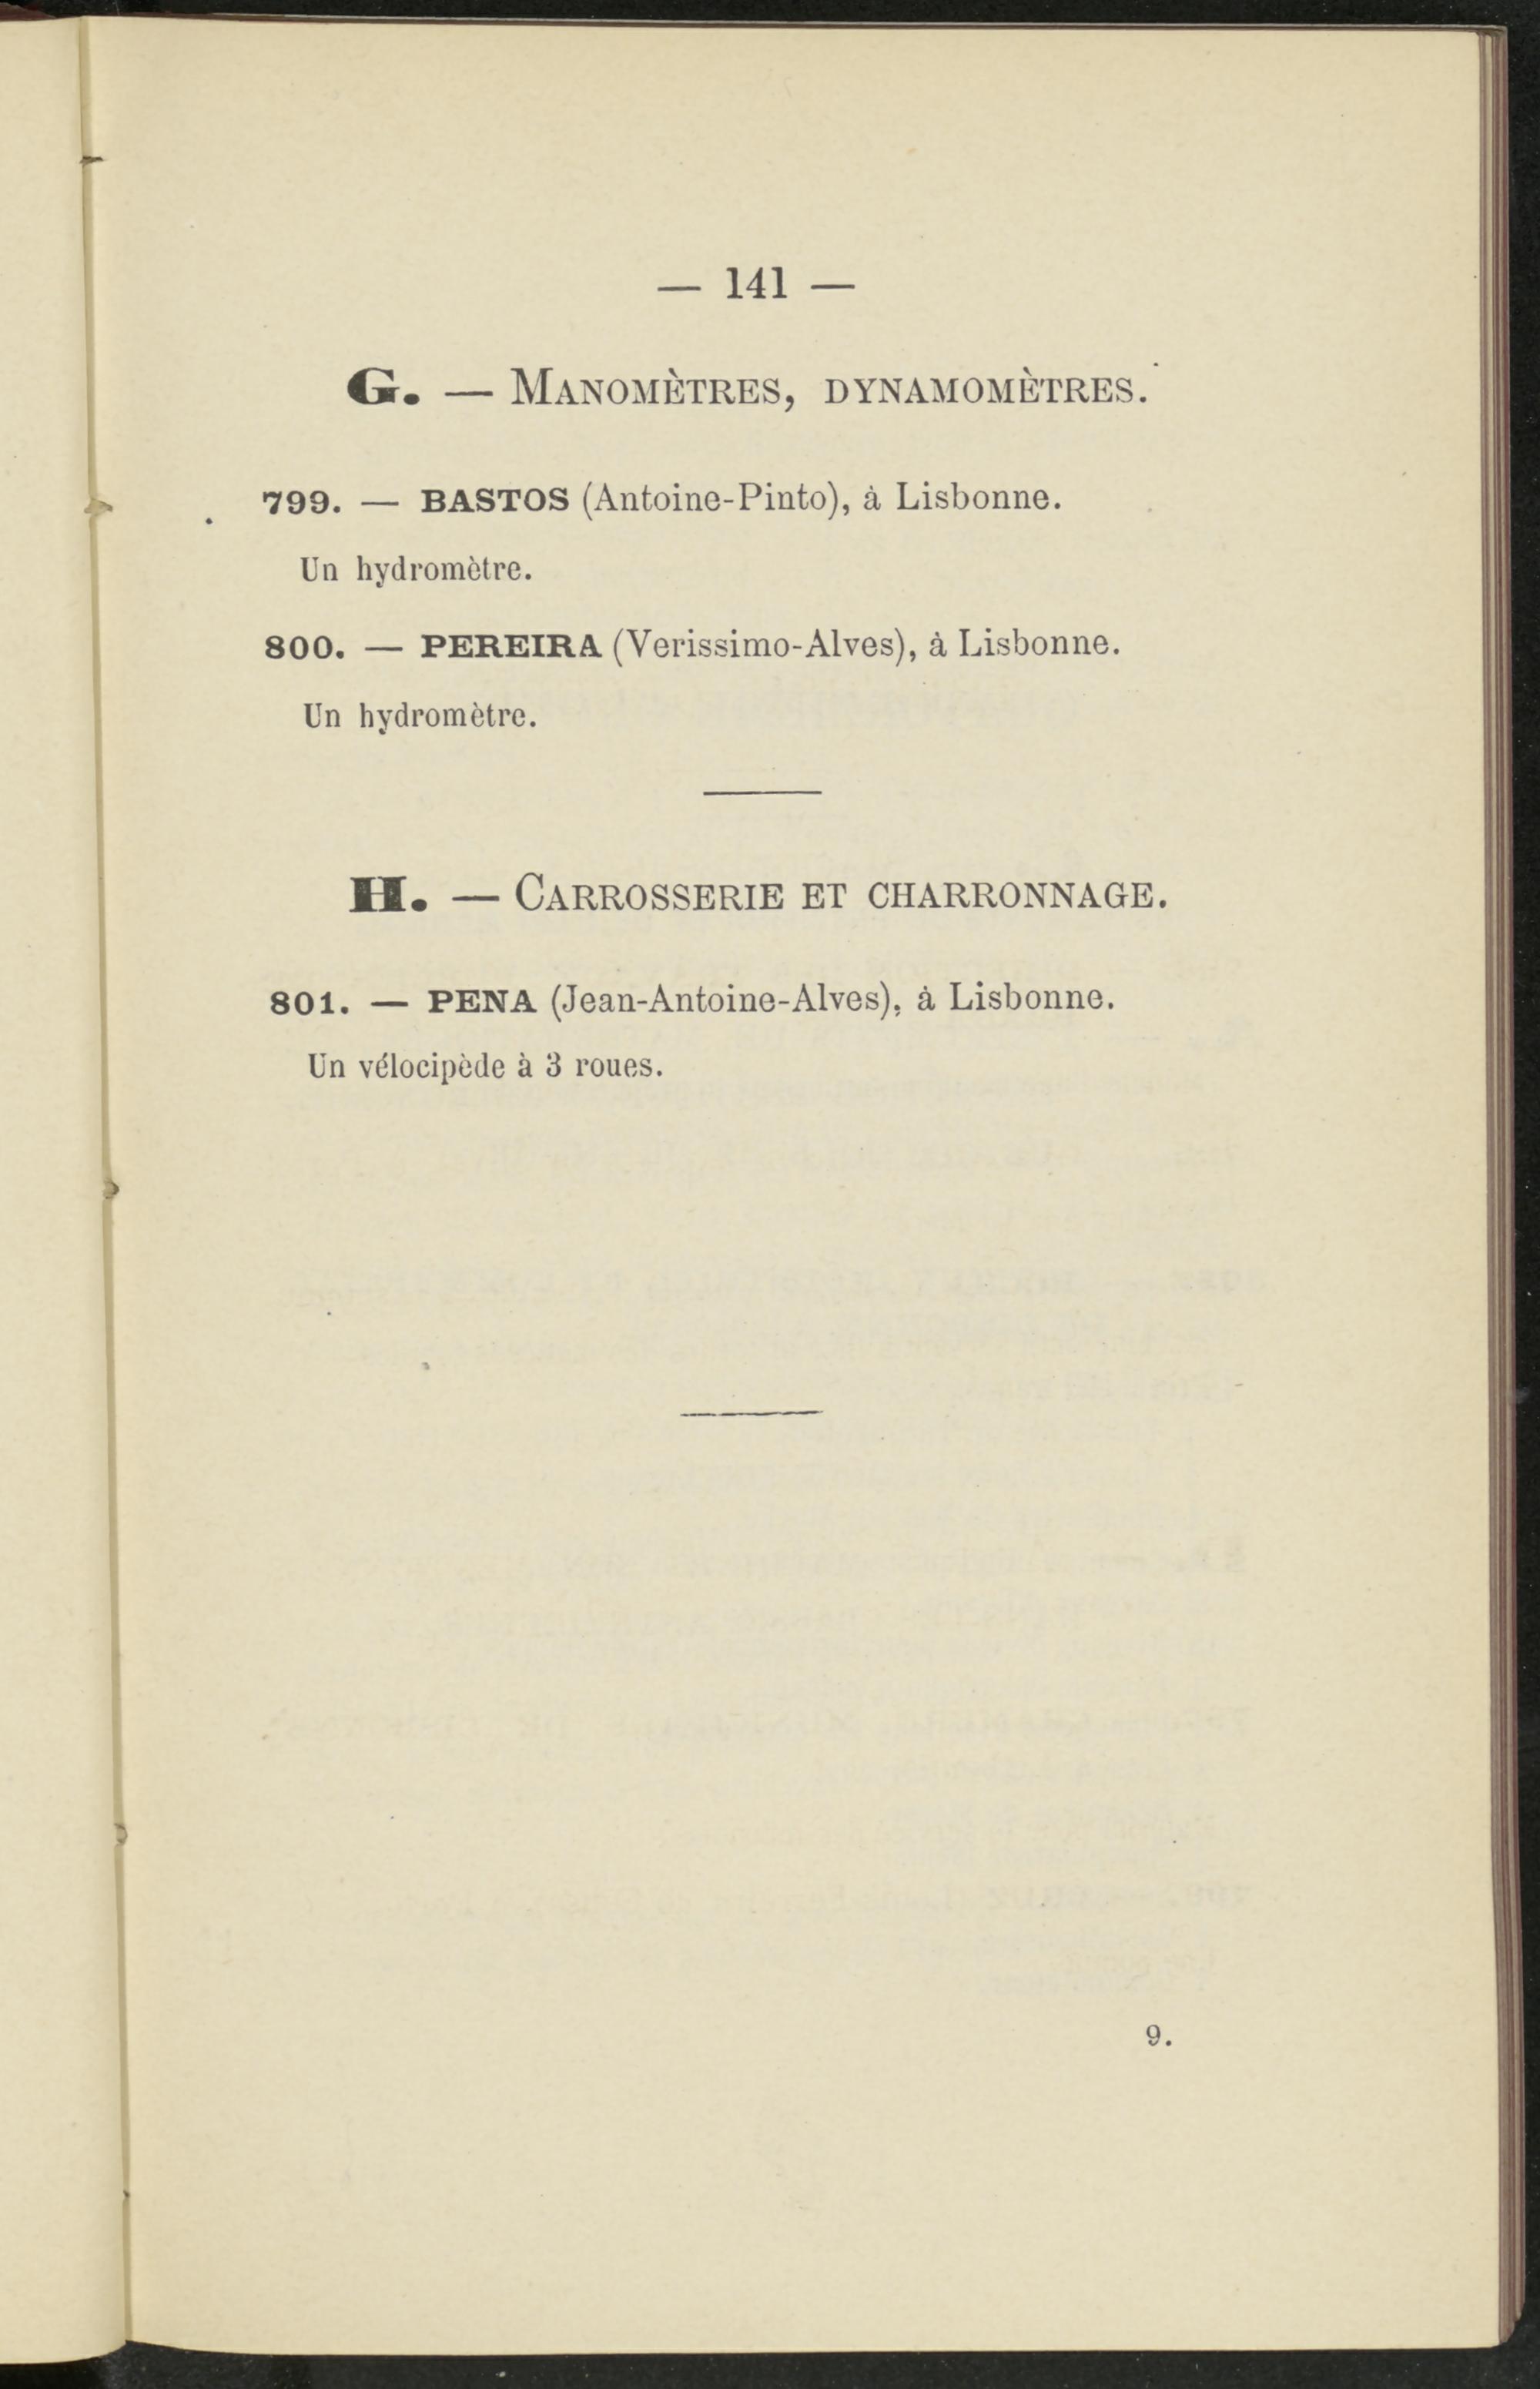 — 141 —
G. — MANOMÈTRES, DYNAMOMÈTRES.
799. — BASTOS (Antoine-Pinto), à Lisbonne.
Un hydromètre.
800. — PEREIRA (Verissimo-Alves), à Lisbonne.
Un hydromètre.
H. — CARROSSERIE ET CHARRONNAGE.
801. — PENA (Jean-Antoine-Alves), à Lisbonne.
Un vélocipède à 3 roues.
9.